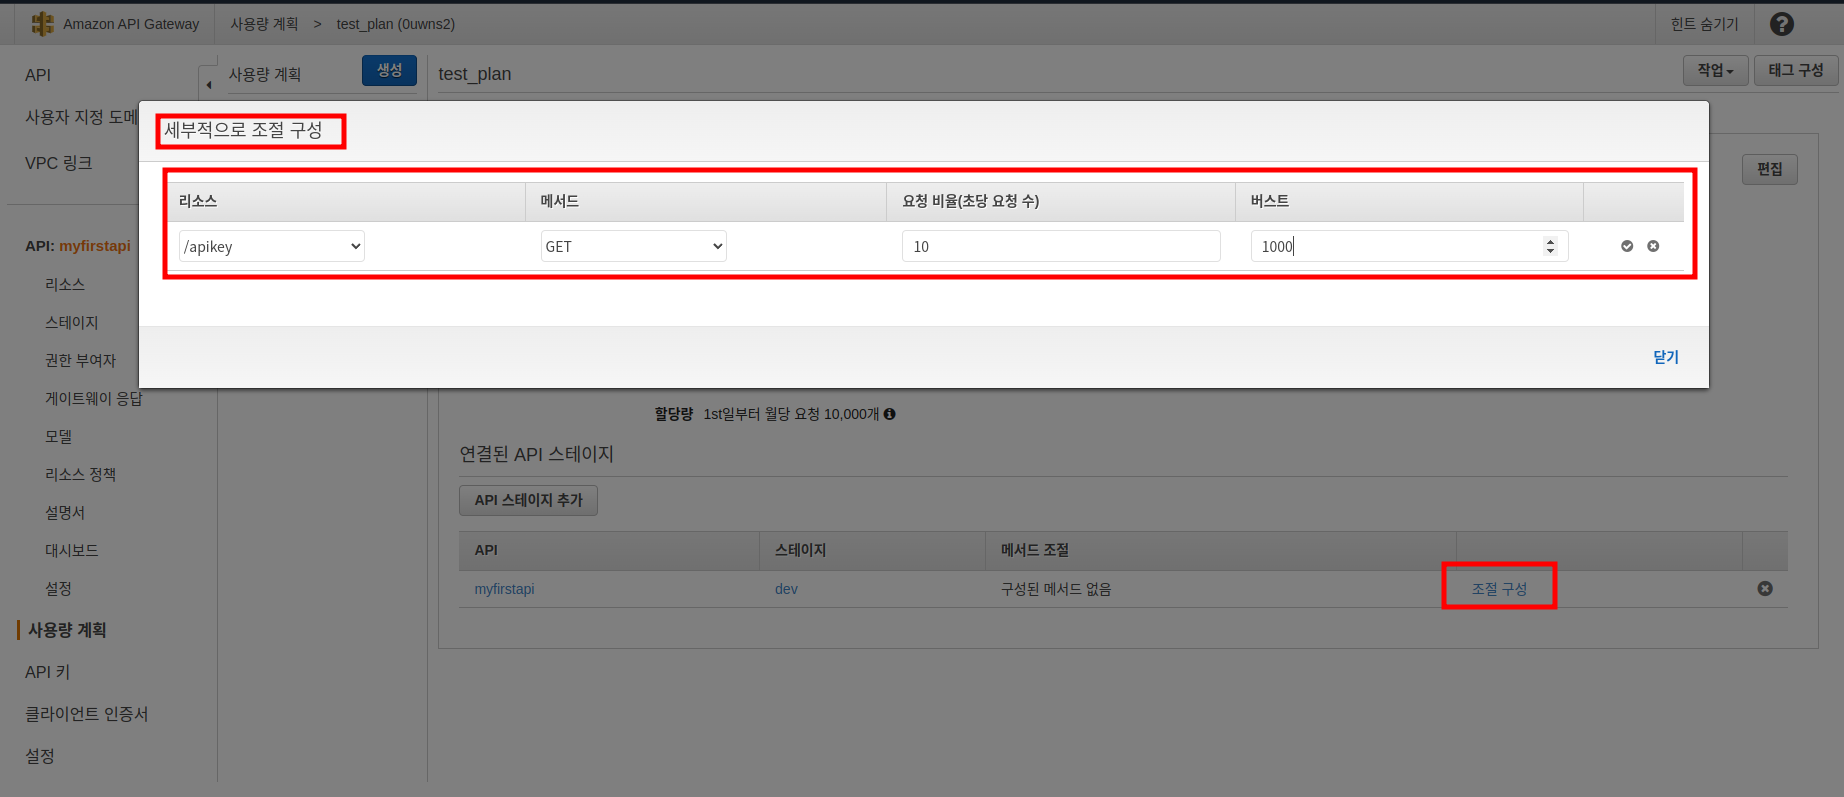 Amazon API Gateway 사용량 계획 > test_plan (0uwns2) 힌트 숨기기 ?
API
사용자 지정 도메
VPC 링크
API: myfirstapi
리소스
스테이지
권한 부여자
게이트웨이 응답
모델
리소스 정책
설명서
대시보드
설정
사용량 계획
API 키
클라이언트 인증서
설정
사용량 계획 생성
test_plan 작업 태그 구성
편집
세부적으로 조절 구성
리소스 메서드 요청 비율(초당 요청 수) 버스트
/apikey GET 10 1000
닫기
할당량 1st일부터 월당 요청 10,000개
연결된 API 스테이지
API 스테이지 추가
API 스테이지 메서드 조절
myfirstapi dev 구성된 메서드 없음 조절 구성